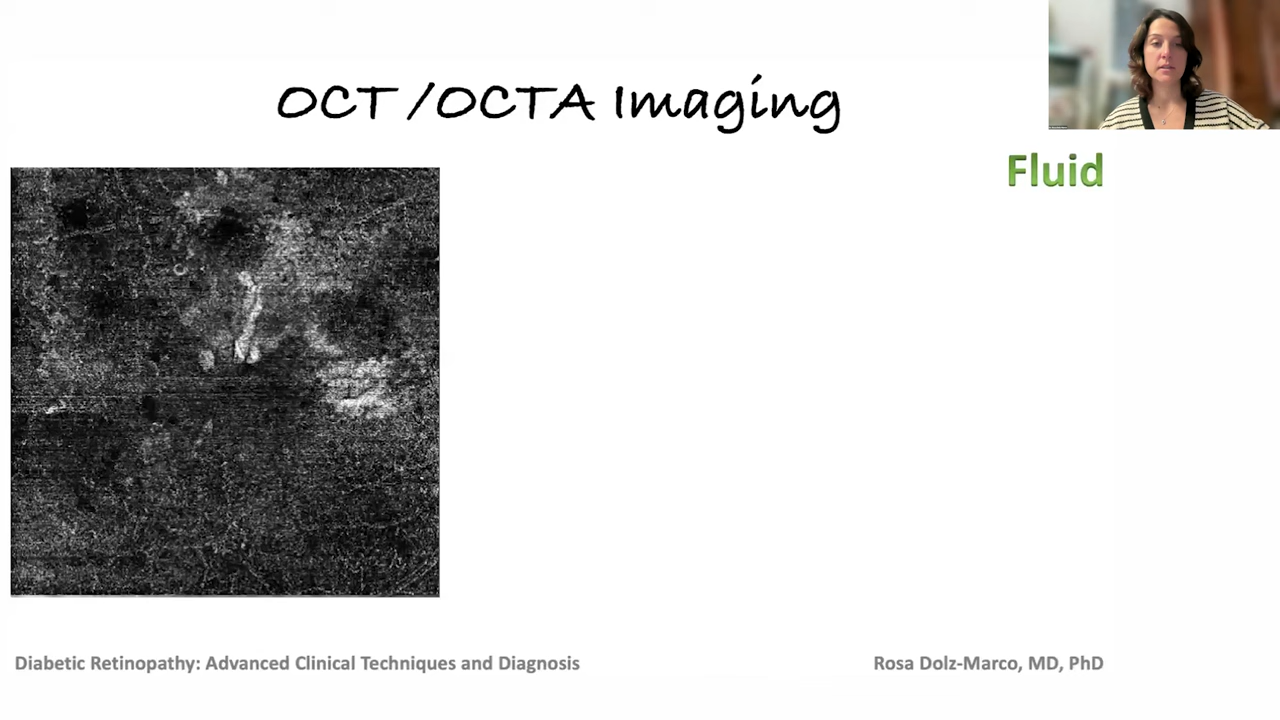 OCT /OCTA Imaging
Fluid
Diabetic Retinopathy: Advanced Clinical Techniques and Diagnosis
Rosa Dolz-Marco, MD, PhD